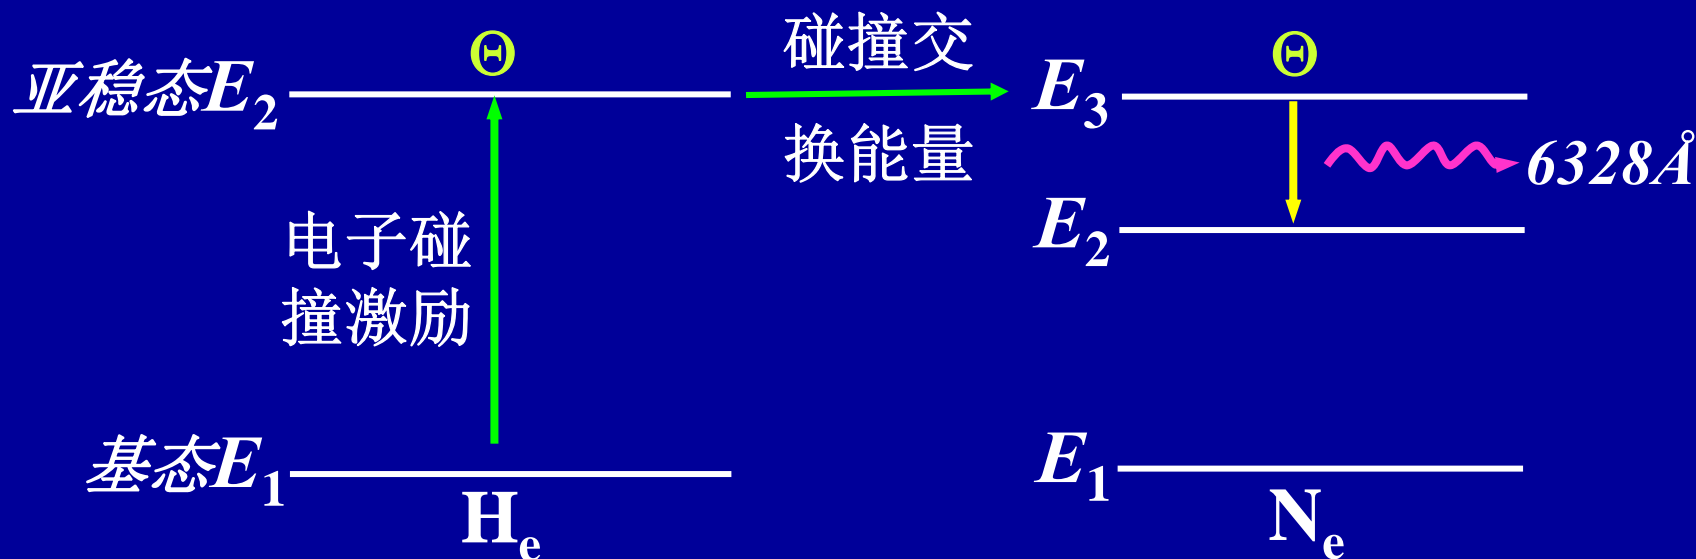 Θ
亚稳态E₂
碰撞交
换能量
E₃
Θ
6328Å
E₂
电子碰
撞激励
基态E₁
Hₑ
E₁
Nₑ